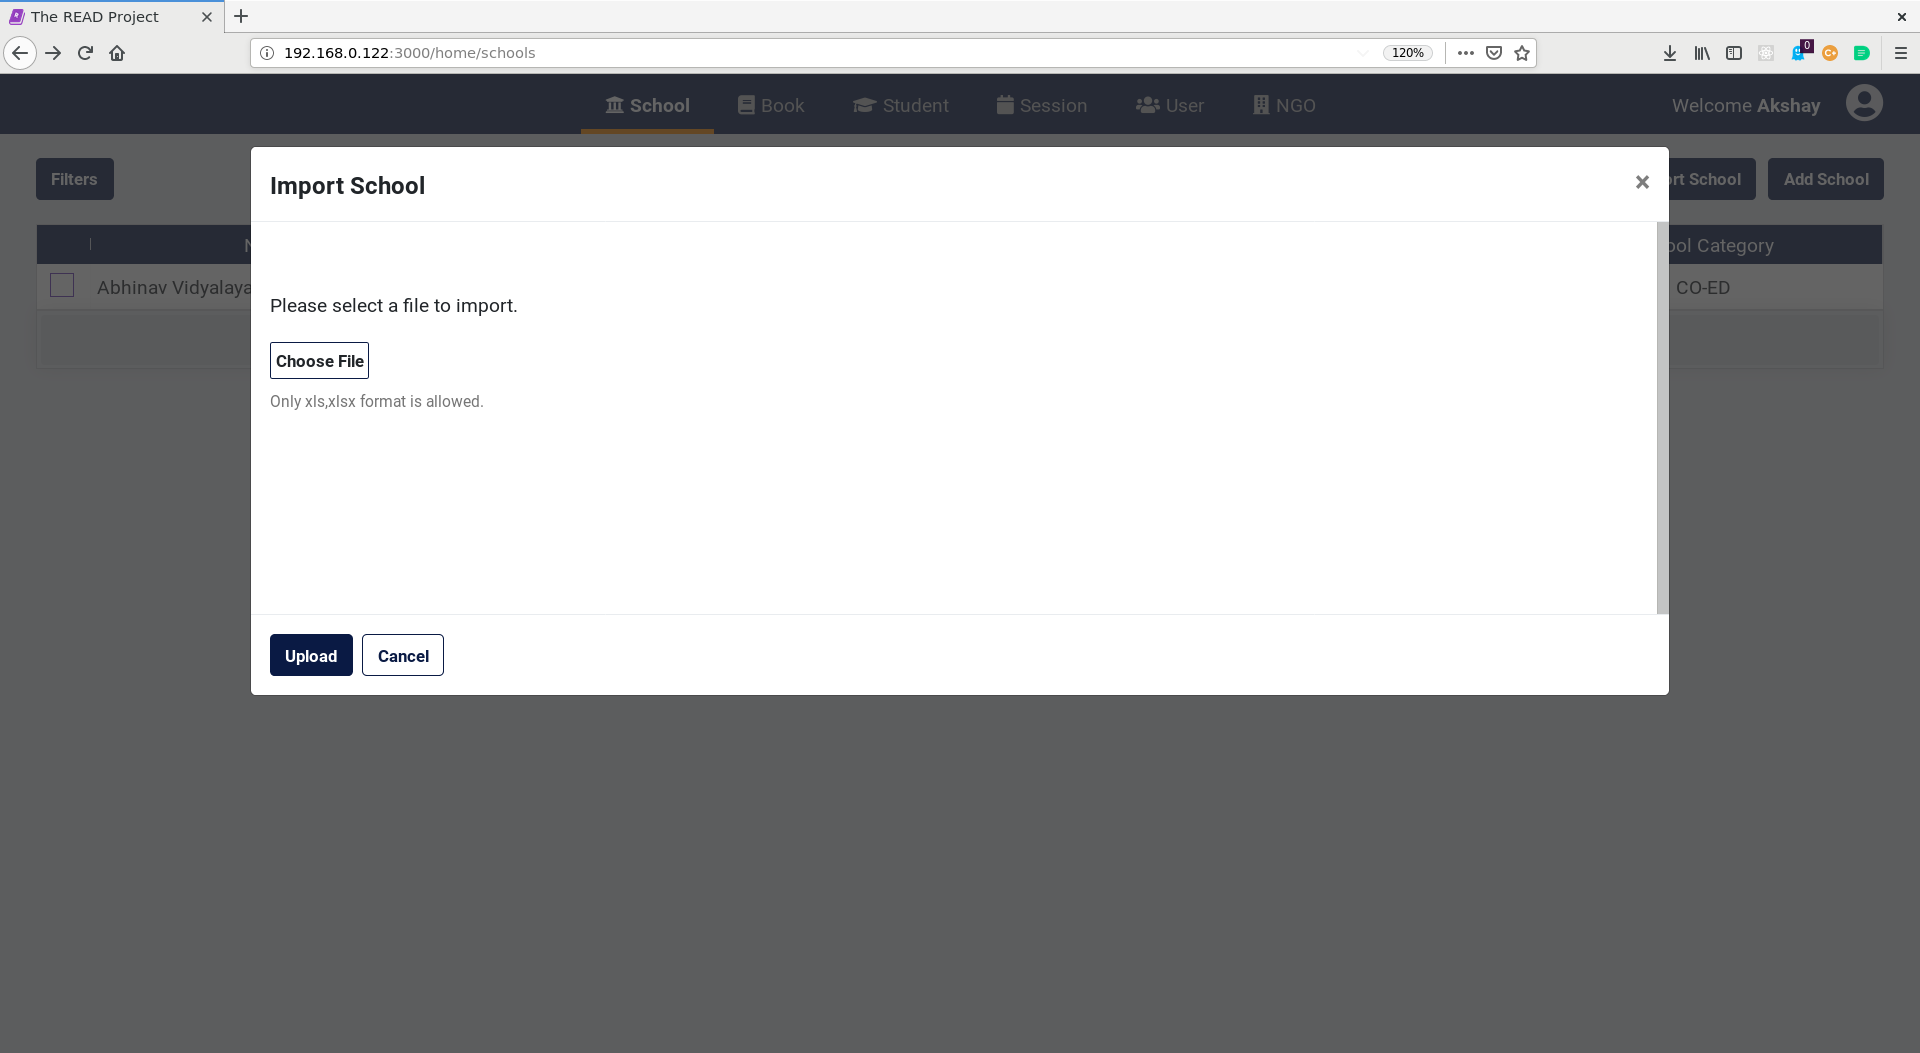 The READ Project
192.168.0.122:3000/home/schools
120%
0
School
Book
Student
Session
User
NGO
Welcome Akshay
Filters
School
Add School
Category
Abhinav Vidyalaya
CO-ED
Import School
×
Please select a file to import.
Choose File
Only xls,xlsx format is allowed.
Upload
Cancel